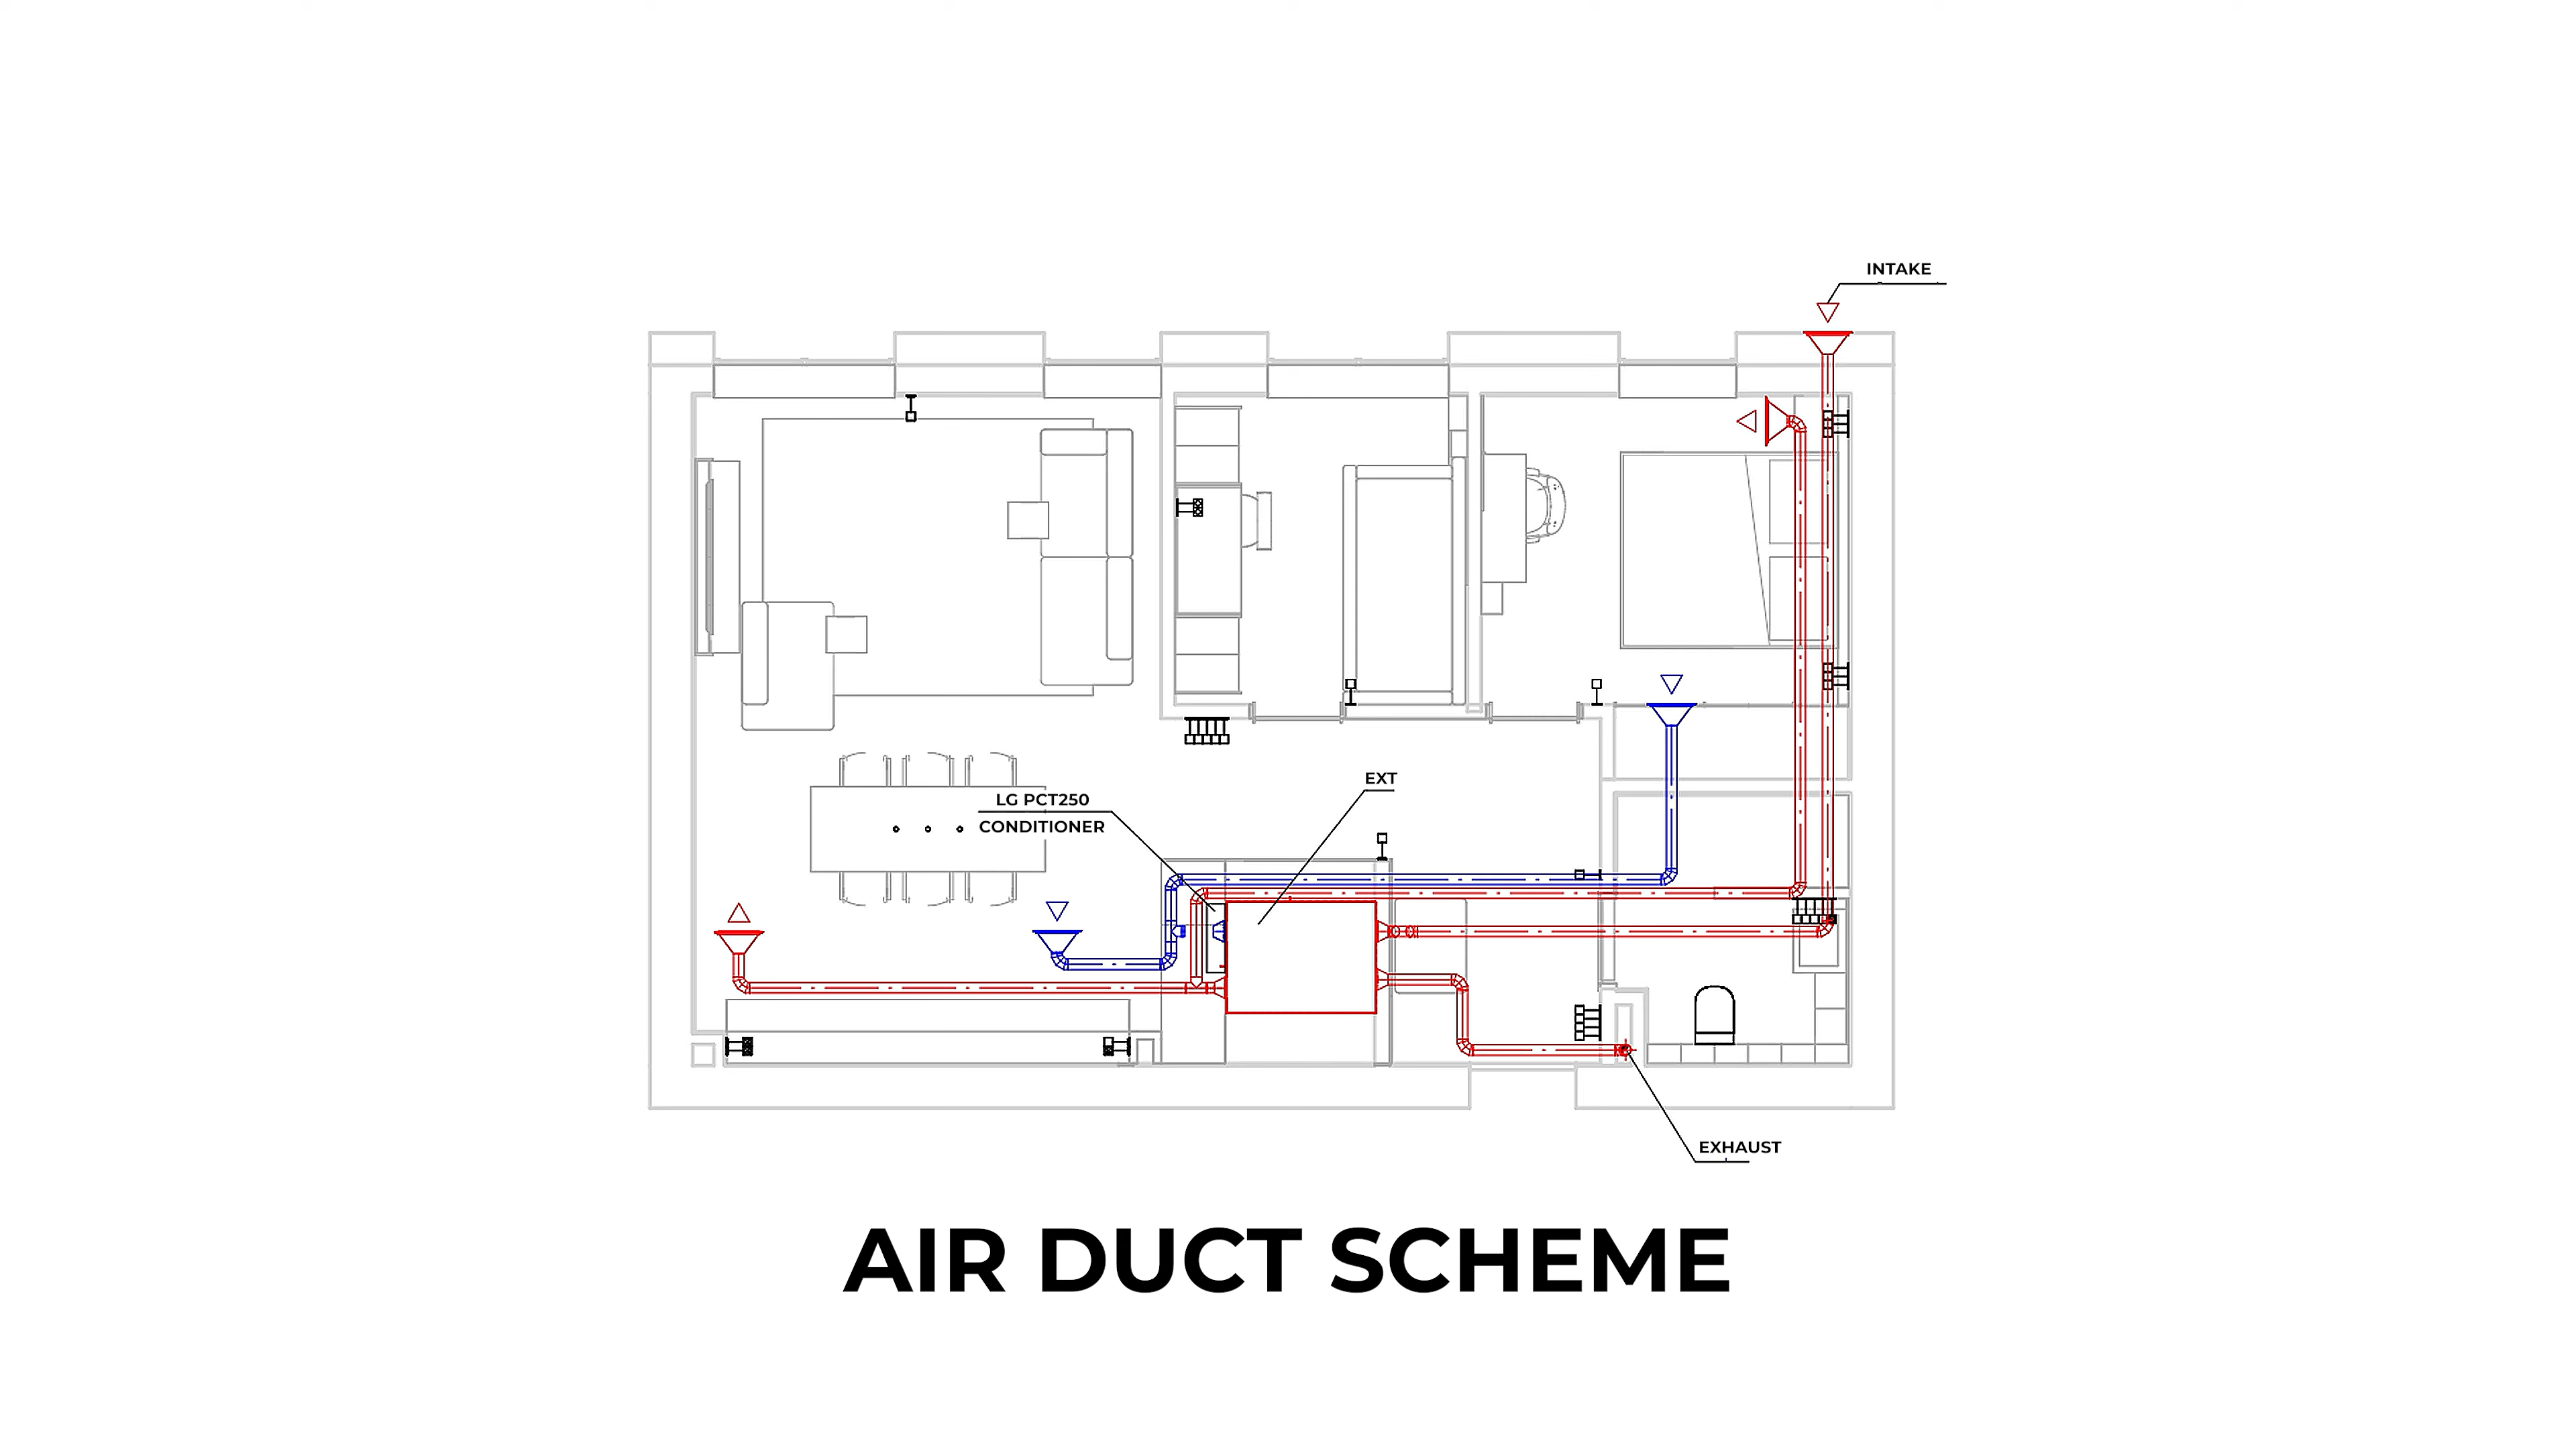 INTAKE
EXT
LG PCT250
CONDITIONER
EXHAUST
AIR DUCT SCHEME